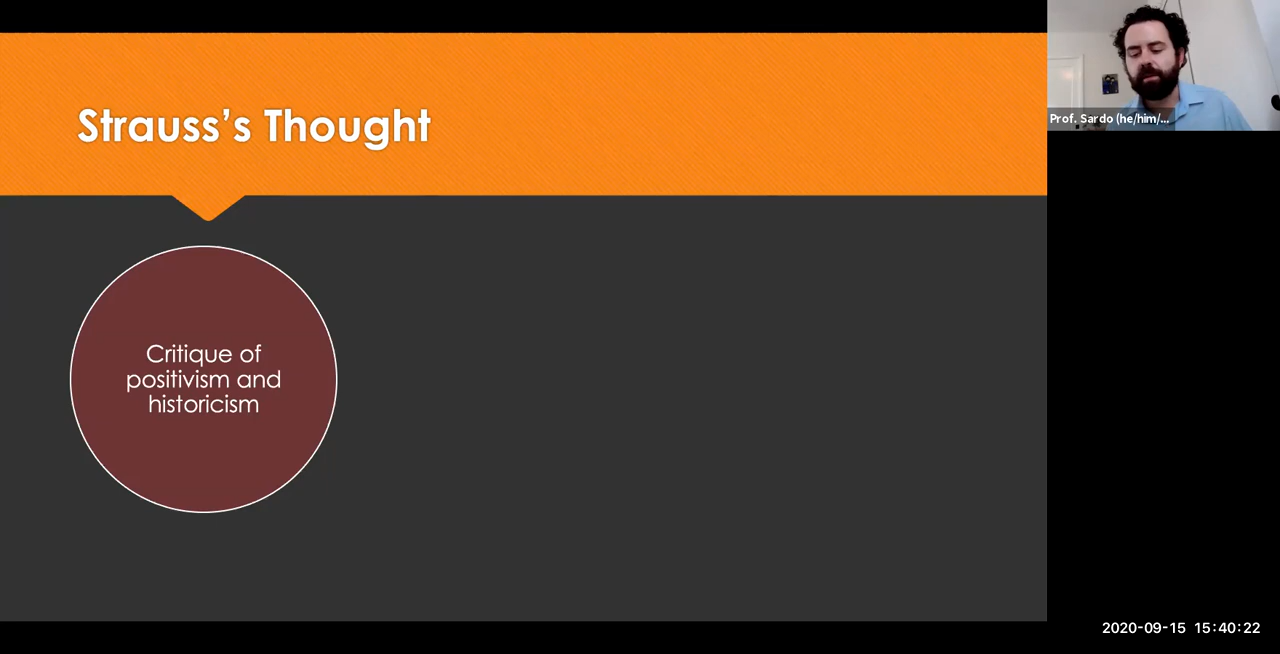 Strauss’s Thought
Prof. Sardo (he/him/...
Critique of
positivism and
historicism
2020-09-15 15:40:22